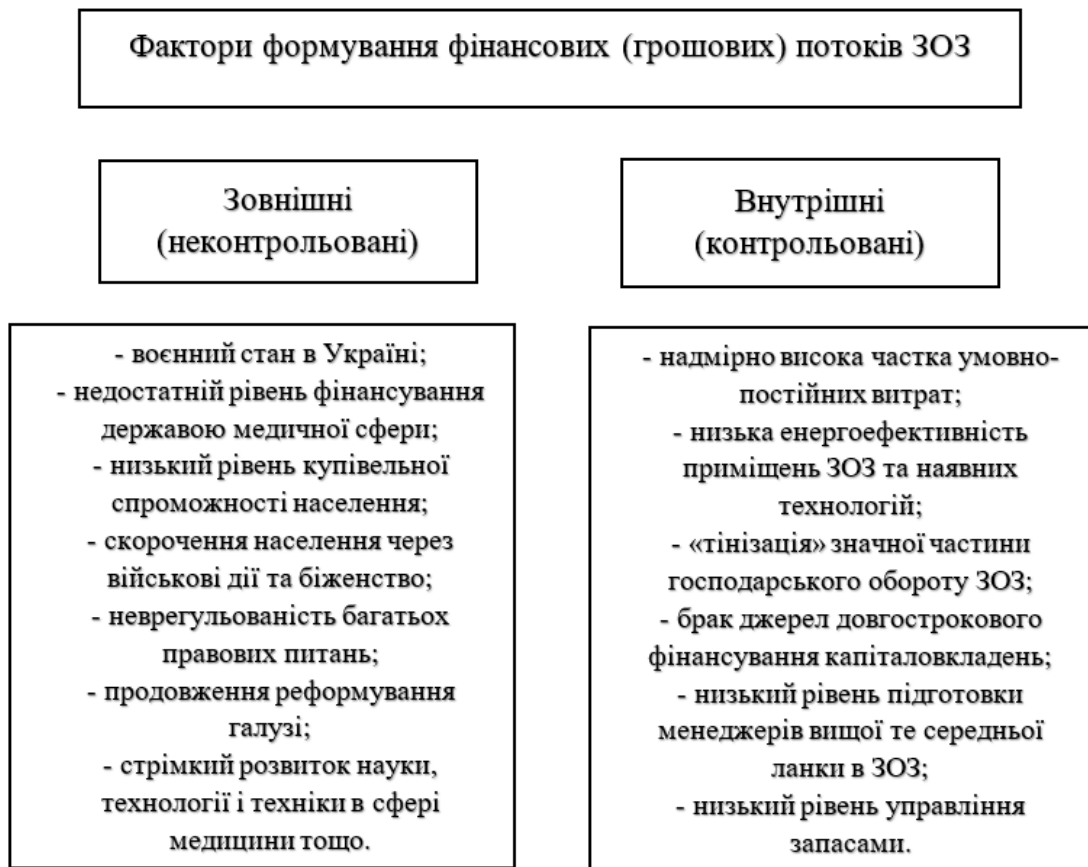 Фактори формування фінансових (грошових) потоків ЗОЗ
Зовнішні
(неконтрольовані)
Внутрішні
(контрольовані)
- воєнний стан в Україні;
- недостатній рівень фінансування
державою медичної сфери;
- низький рівень купівельної
спроможності населення;
- скорочення населення через
військові дії та біженство;
- неврегульованість багатьох
правових питань;
- продовження реформування
галузі;
- стрімкий розвиток науки,
технології і техніки в сфері
медицини тощо.
- надмірно висока частка умовно-
постійних витрат;
- низька енергоефективність
приміщень ЗОЗ та наявних
технологій;
- «тінізація» значної частини
господарського обороту ЗОЗ;
- брак джерел довгострокового
фінансування капіталовкладень;
- низький рівень підготовки
менеджерів вищої те середньої
ланки в ЗОЗ;
- низький рівень управління
запасами.